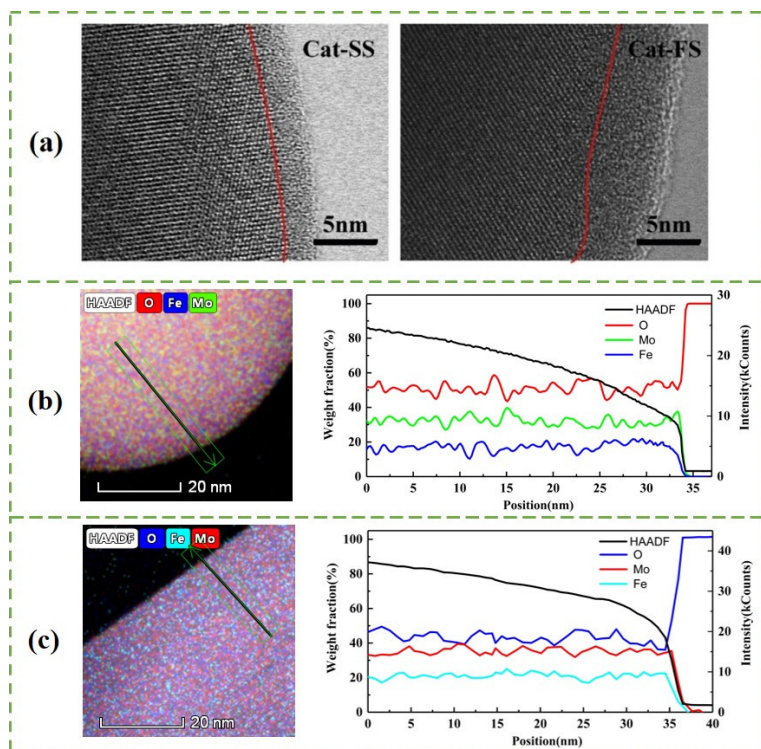 (a)
Cat-SS
5nm
Cat-FS
5nm
(b)
HAADF O Fe Mo
20 nm
Weight fraction(%)
100
80
60
40
20
0
0 5 10 15 20 25 30 35
Position(nm)
HAADF
O
Mo
Fe
30
20
10
0
Intensity(kCounts)
(c)
HAADF O Fe Mo
20 nm
Weight fraction(%)
100
80
60
40
20
0
0 5 10 15 20 25 30 35 40
Position(nm)
HAADF
O
Mo
Fe
40
30
20
10
0
Intensity(kCounts)